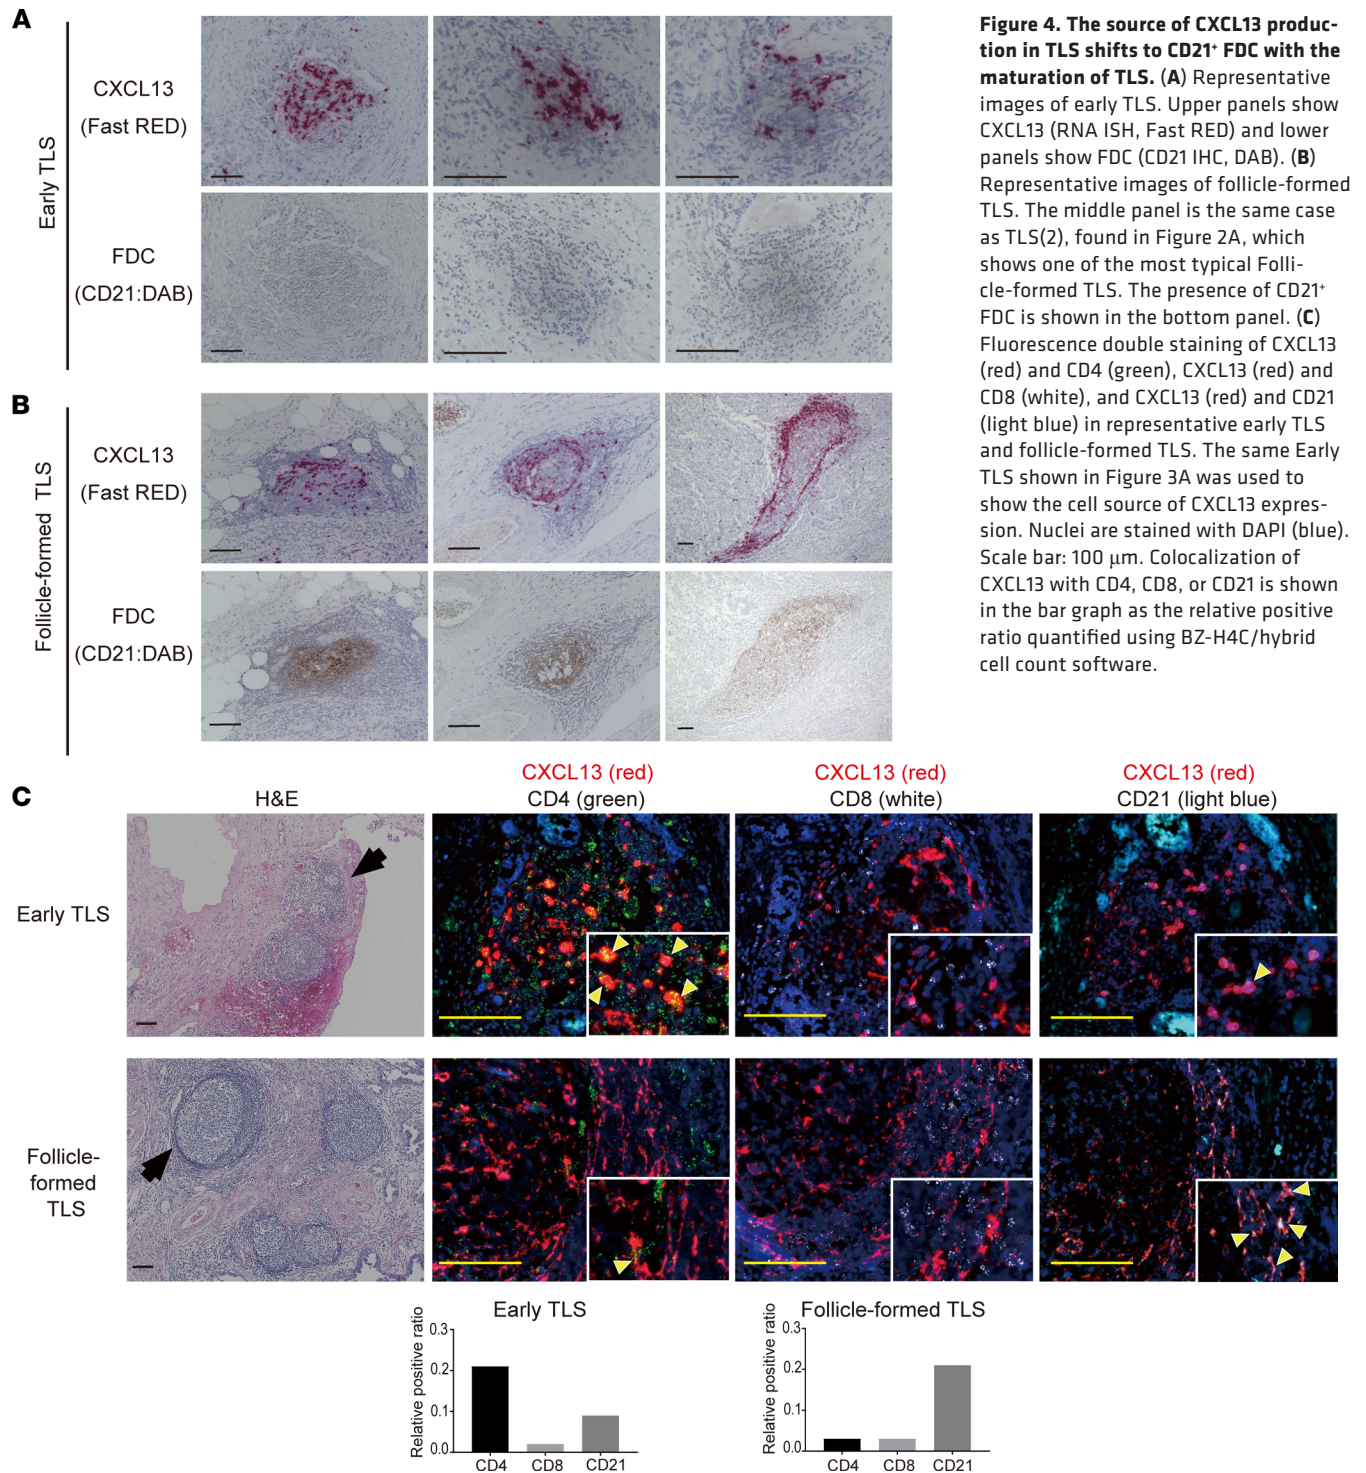 A
Early TLS
CXCL13
(Fast RED)
FDC
(CD21:DAB)
B
Follicle-formed TLS
CXCL13
(Fast RED)
FDC
(CD21:DAB)
Figure 4. The source of CXCL13 produc-
tion in TLS shifts to CD21+ FDC with the
maturation of TLS. (A) Representative
images of early TLS. Upper panels show
CXCL13 (RNA ISH, Fast RED) and lower
panels show FDC (CD21 IHC, DAB). (B)
Representative images of follicle-formed
TLS. The middle panel is the same case
as TLS(2), found in Figure 2A, which
shows one of the most typical Folli-
cle-formed TLS. The presence of CD21+
FDC is shown in the bottom panel. (C)
Fluorescence double staining of CXCL13
(red) and CD4 (green), CXCL13 (red) and
CD8 (white), and CXCL13 (red) and CD21
(light blue) in representative early TLS
and follicle-formed TLS. The same Early
TLS shown in Figure 3A was used to
show the cell source of CXCL13 expres-
sion. Nuclei are stained with DAPI (blue).
Scale bar: 100 μm. Colocalization of
CXCL13 with CD4, CD8, or CD21 is shown
in the bar graph as the relative positive
ratio quantified using BZ-H4C/hybrid
cell count software.
C
H&E
CXCL13 (red)
CD4 (green)
CXCL13 (red)
CD8 (white)
CXCL13 (red)
CD21 (light blue)
Early TLS
Follicle-
formed
TLS
Early TLS
Relative positive ratio
0.3
0.2
0.1
0.0
CD4 CD8 CD21
Follicle-formed TLS
Relative positive ratio
0.3
0.2
0.1
0.0
CD4 CD8 CD21